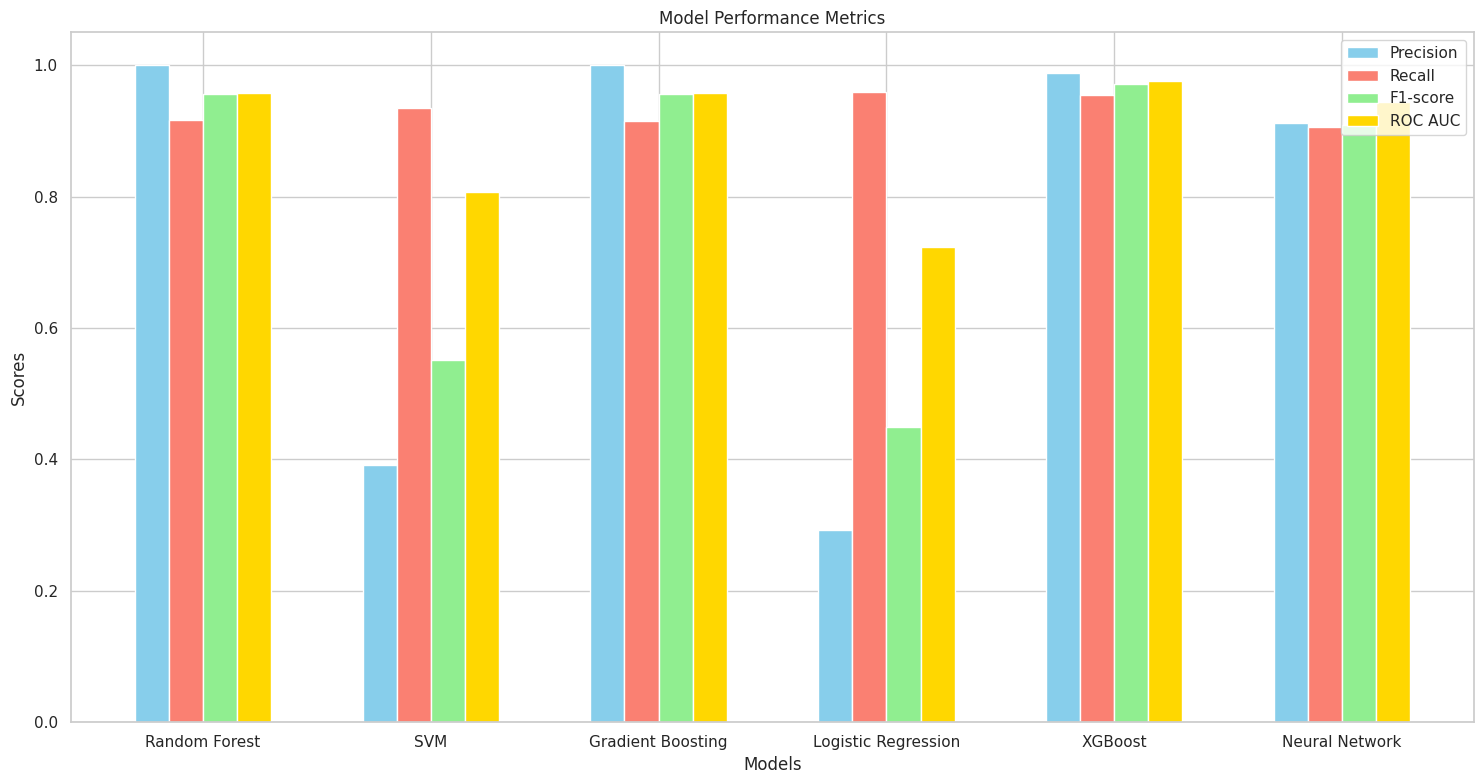 Model Performance Metrics
Precision
Recall
F1-score
ROC AUC
1.0
0.8
0.6
0.4
0.2
0.0
Scores
Random Forest
SVM
Gradient Boosting
Logistic Regression
XGBoost
Neural Network
Models